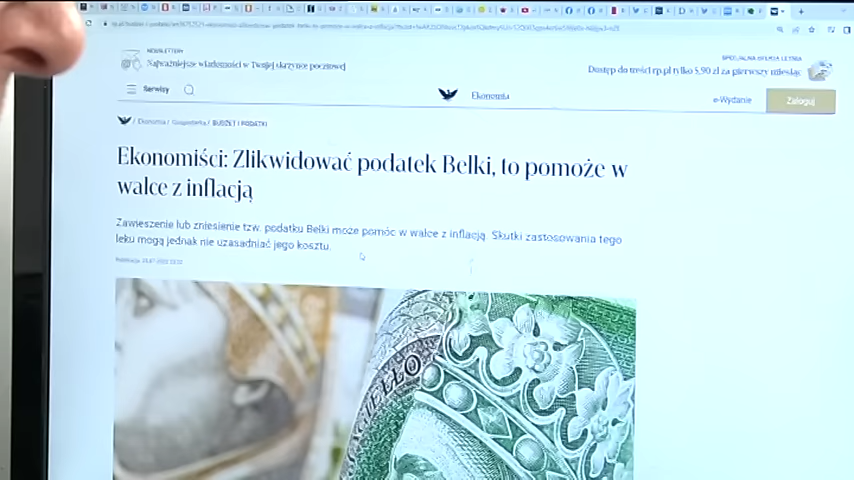 NEWSLETTERY
Najważniejsze wiadomości w Twojej skrzynce pocztowej
SPECJALNA OFERTA LETNIA
Dostęp do treści rp.pl tylko 5,90 zł za pierwszy miesiąc
Serwisy
Ekonomia
e-Wydanie
Zaloguj
/ Ekonomia / Gospodarka / BUDŻET I PODATKI
Ekonomiści: Zlikwidować podatek Belki, to pomoże w
walce z inflacją
Zawieszenie lub zniesienie tzw. podatku Belki może pomóc w walce z inflacją. Skutki zastosowania tego
leku mogą jednak nie uzasadniać jego kosztu.